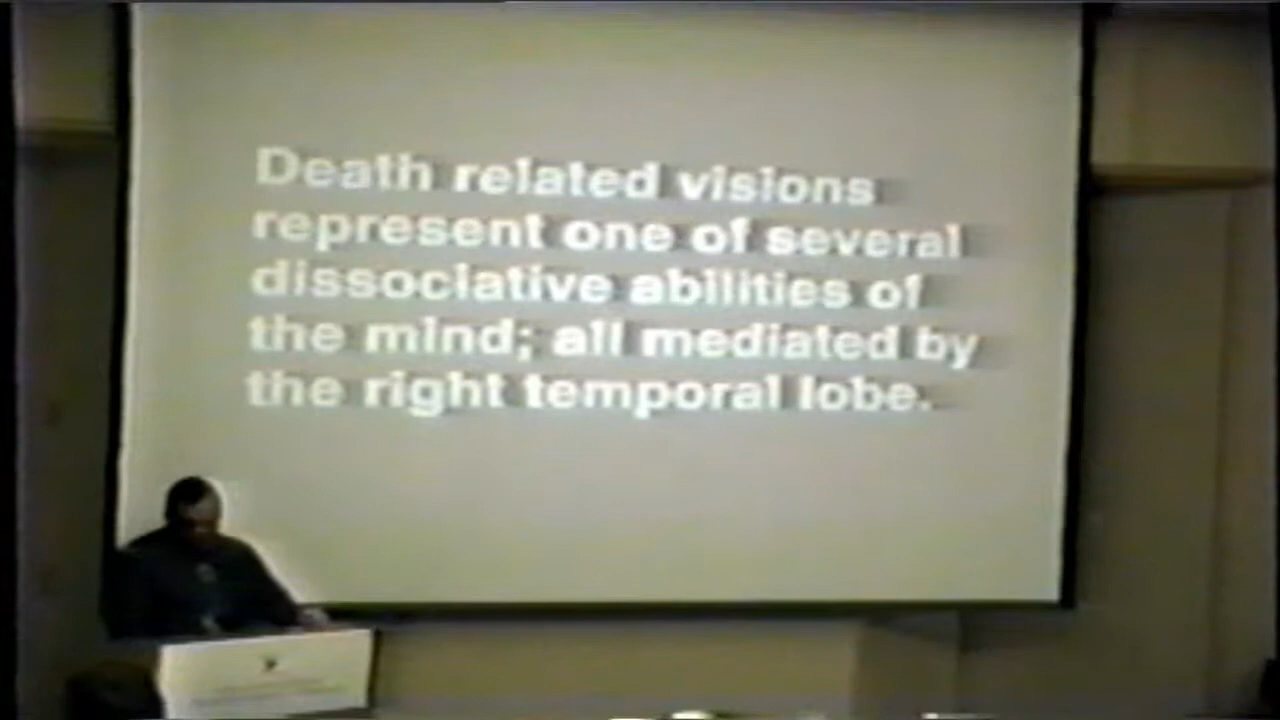 Death related visions
represent one of several
dissociative abilities of
the mind; all mediated by
the right temporal lobe.